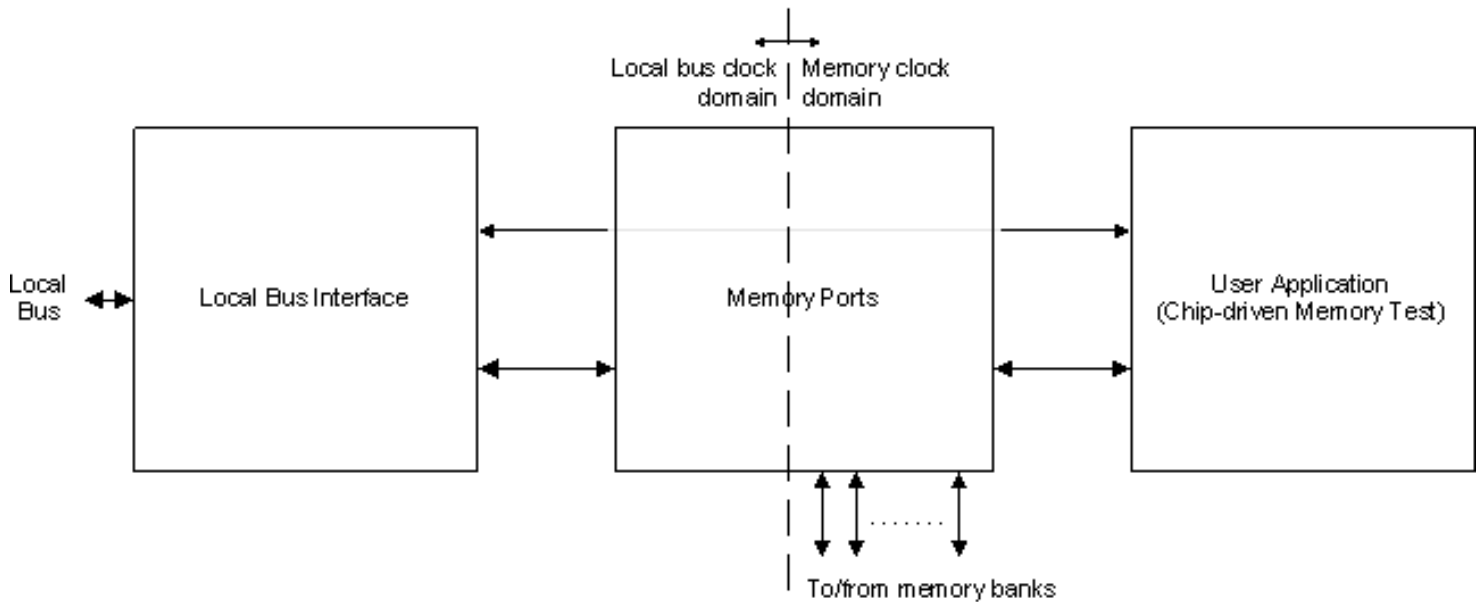 Local bus clock
domain
Memory clock
domain
Local
Bus
Local Bus Interface
Memory Ports
User Application
(Chip-driven Memory Test)
To/from memory banks